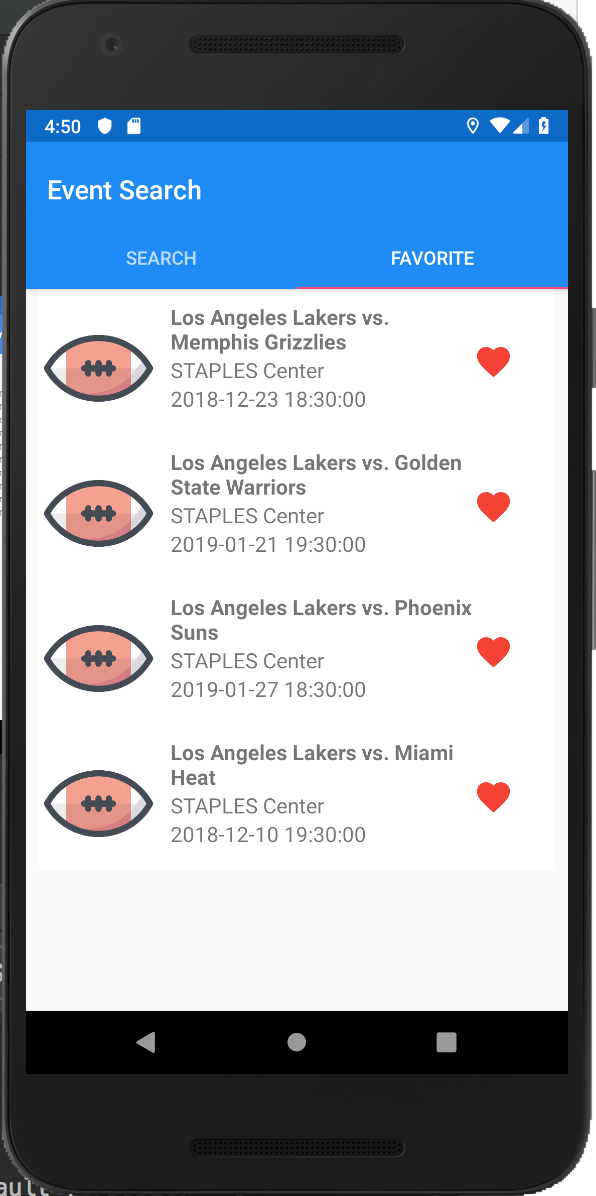 4:50
Event Search
SEARCH
FAVORITE
Los Angeles Lakers vs.
Memphis Grizzlies
STAPLES Center
2018-12-23 18:30:00
Los Angeles Lakers vs. Golden
State Warriors
STAPLES Center
2019-01-21 19:30:00
Los Angeles Lakers vs. Phoenix
Suns
STAPLES Center
2019-01-27 18:30:00
Los Angeles Lakers vs. Miami
Heat
STAPLES Center
2018-12-10 19:30:00